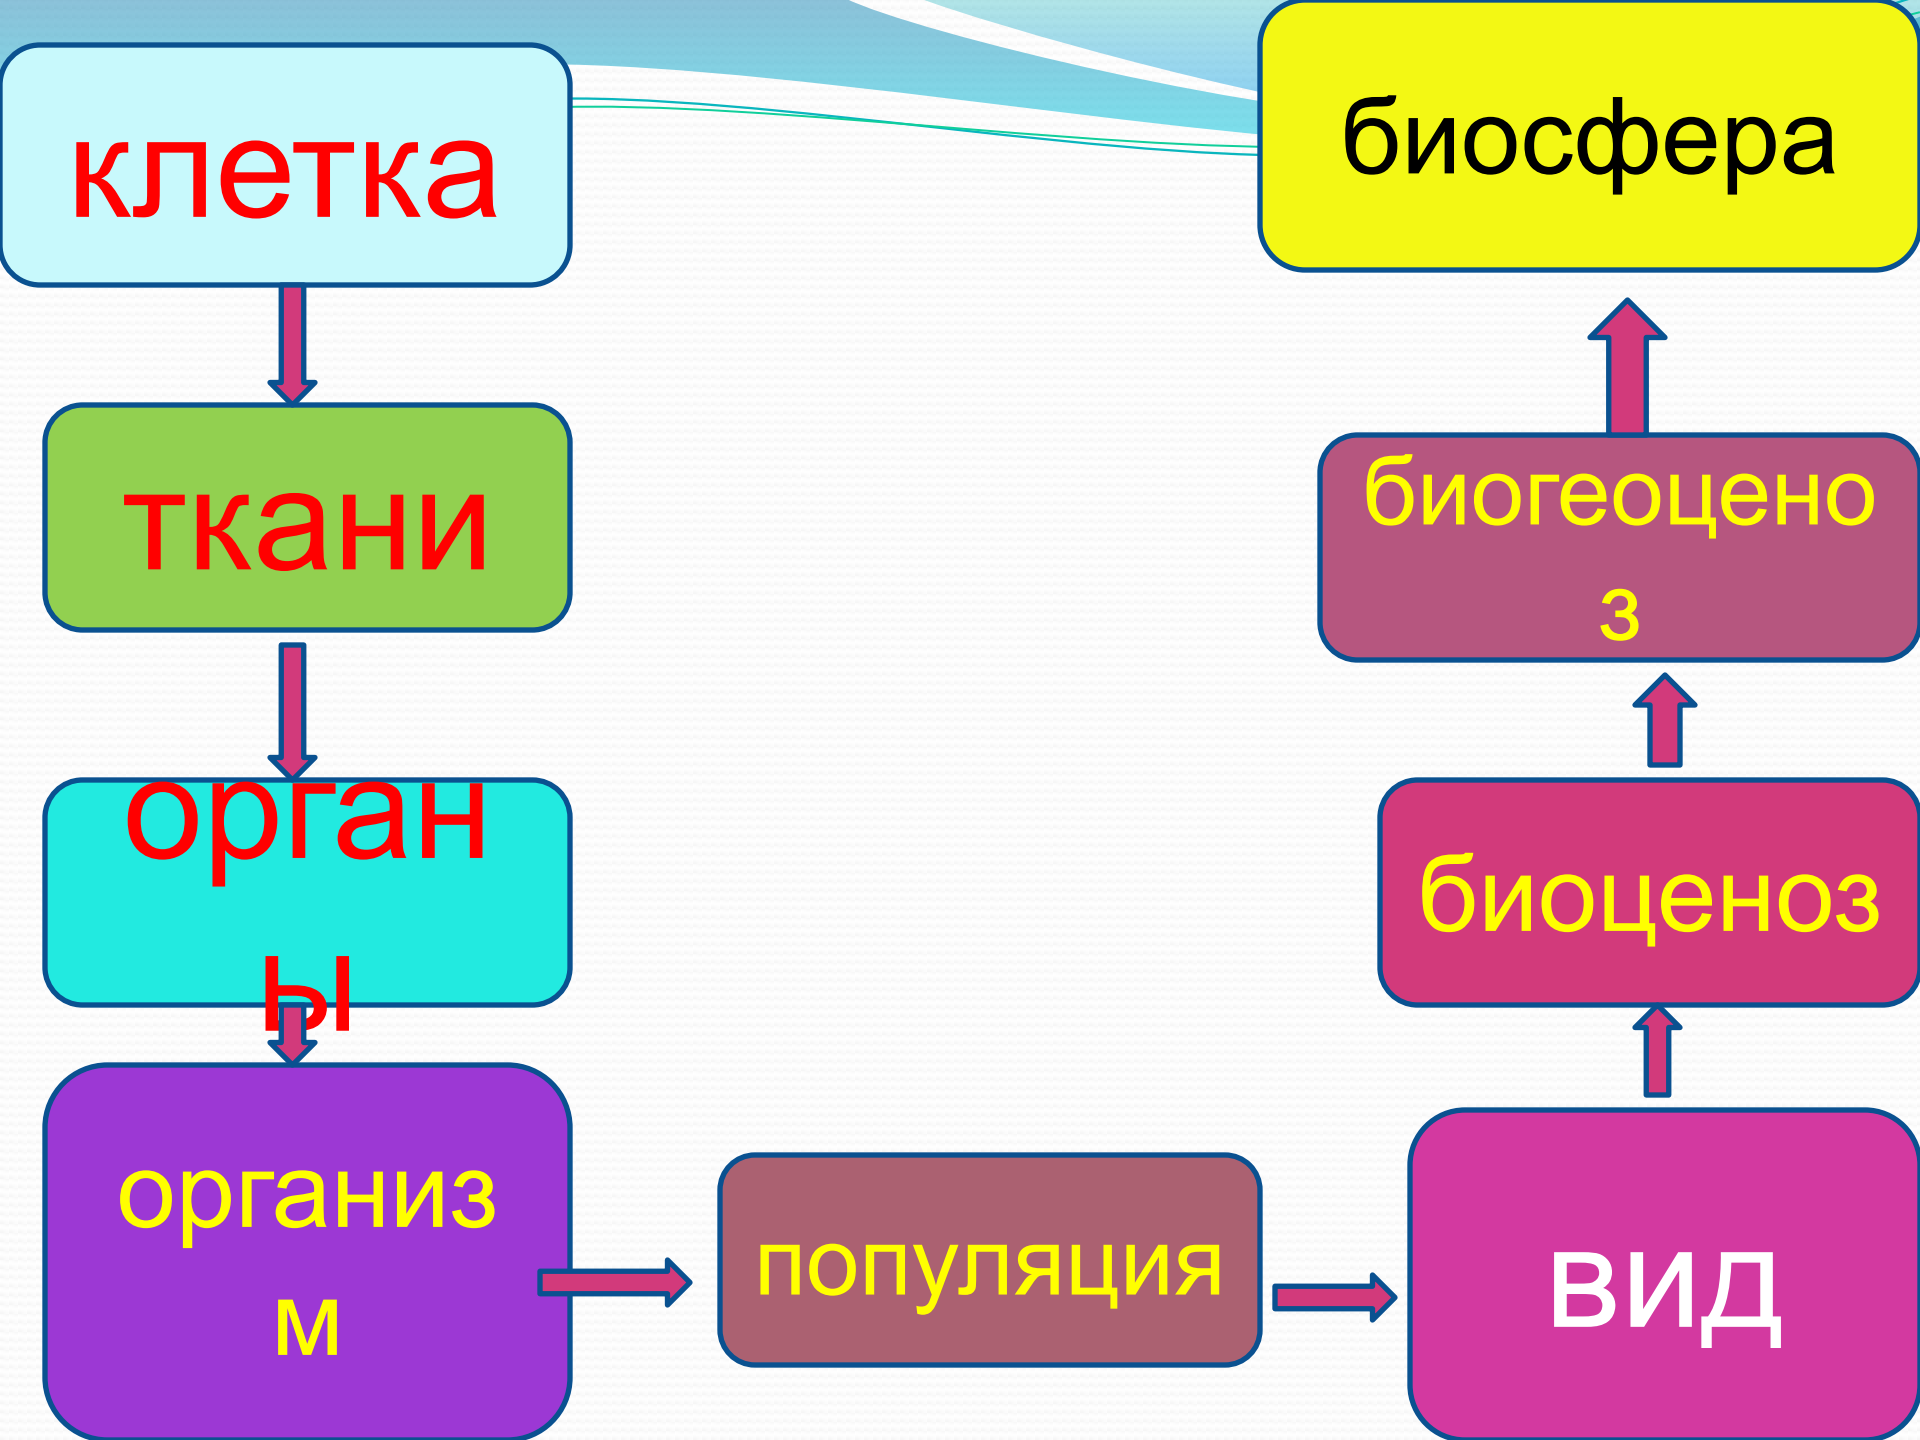 клетка
ткани
орган
ы
организ
м
популяция
вид
биоценоз
биогеоцено
з
биосфера